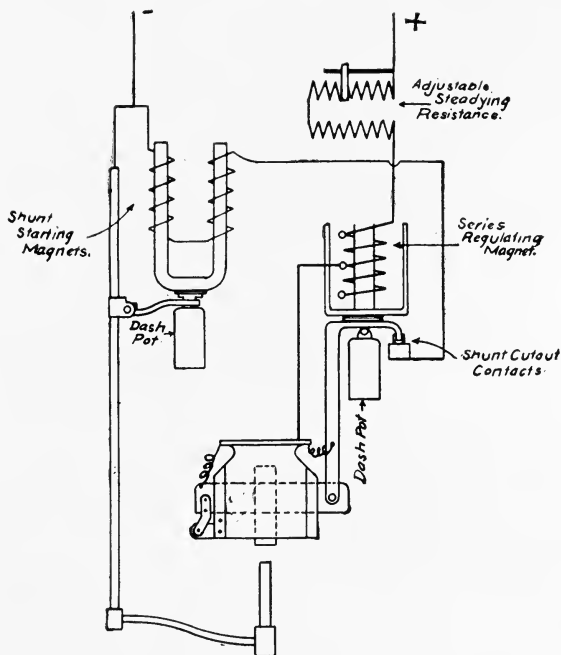 -
+
Adjustable
Steadying
Resistance.
Shunt
Starting
Magnets.
Series
Regulating
Magnet.
Dash
Pot
Shunt Cutout
Contacts
Dash Pot